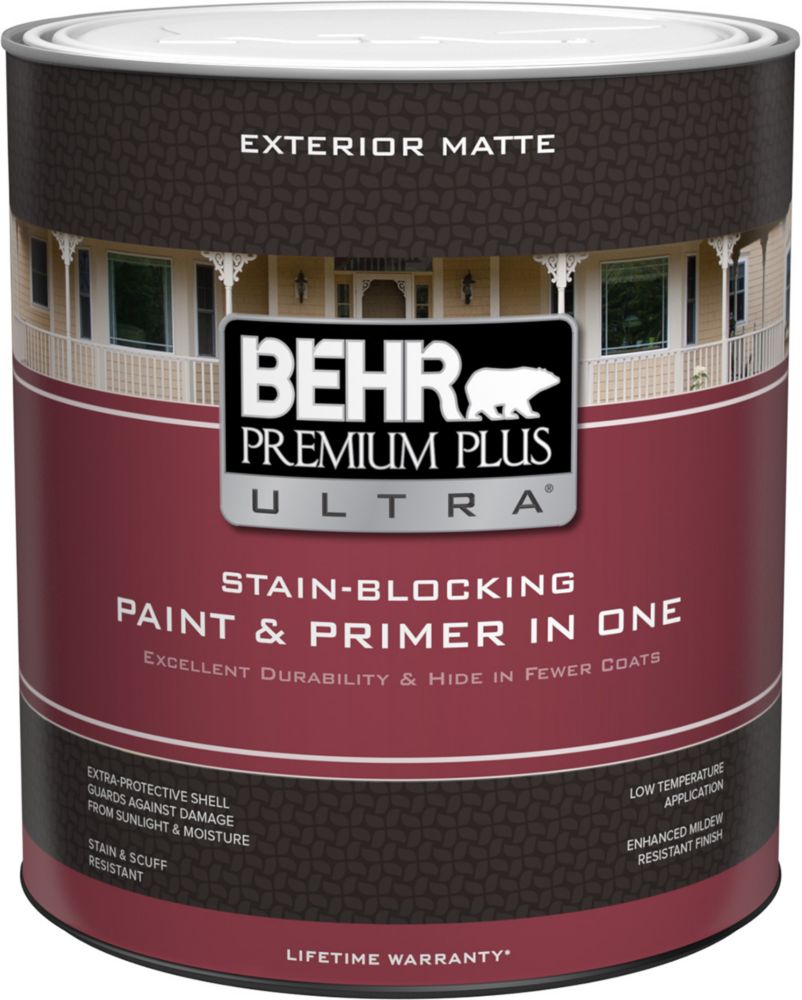 EXTERIOR MATTE
BEHR
PREMIUM PLUS
ULTRA®
STAIN-BLOCKING
PAINT & PRIMER IN ONE
EXCELLENT DURABILITY & HIDE IN FEWER COATS
EXTRA-PROTECTIVE SHELL
GUARDS AGAINST DAMAGE
FROM SUNLIGHT & MOISTURE
STAIN & SCUFF
RESISTANT
LOW TEMPERATURE
APPLICATION
ENHANCED MILDEW
RESISTANT FINISH
LIFETIME WARRANTY*